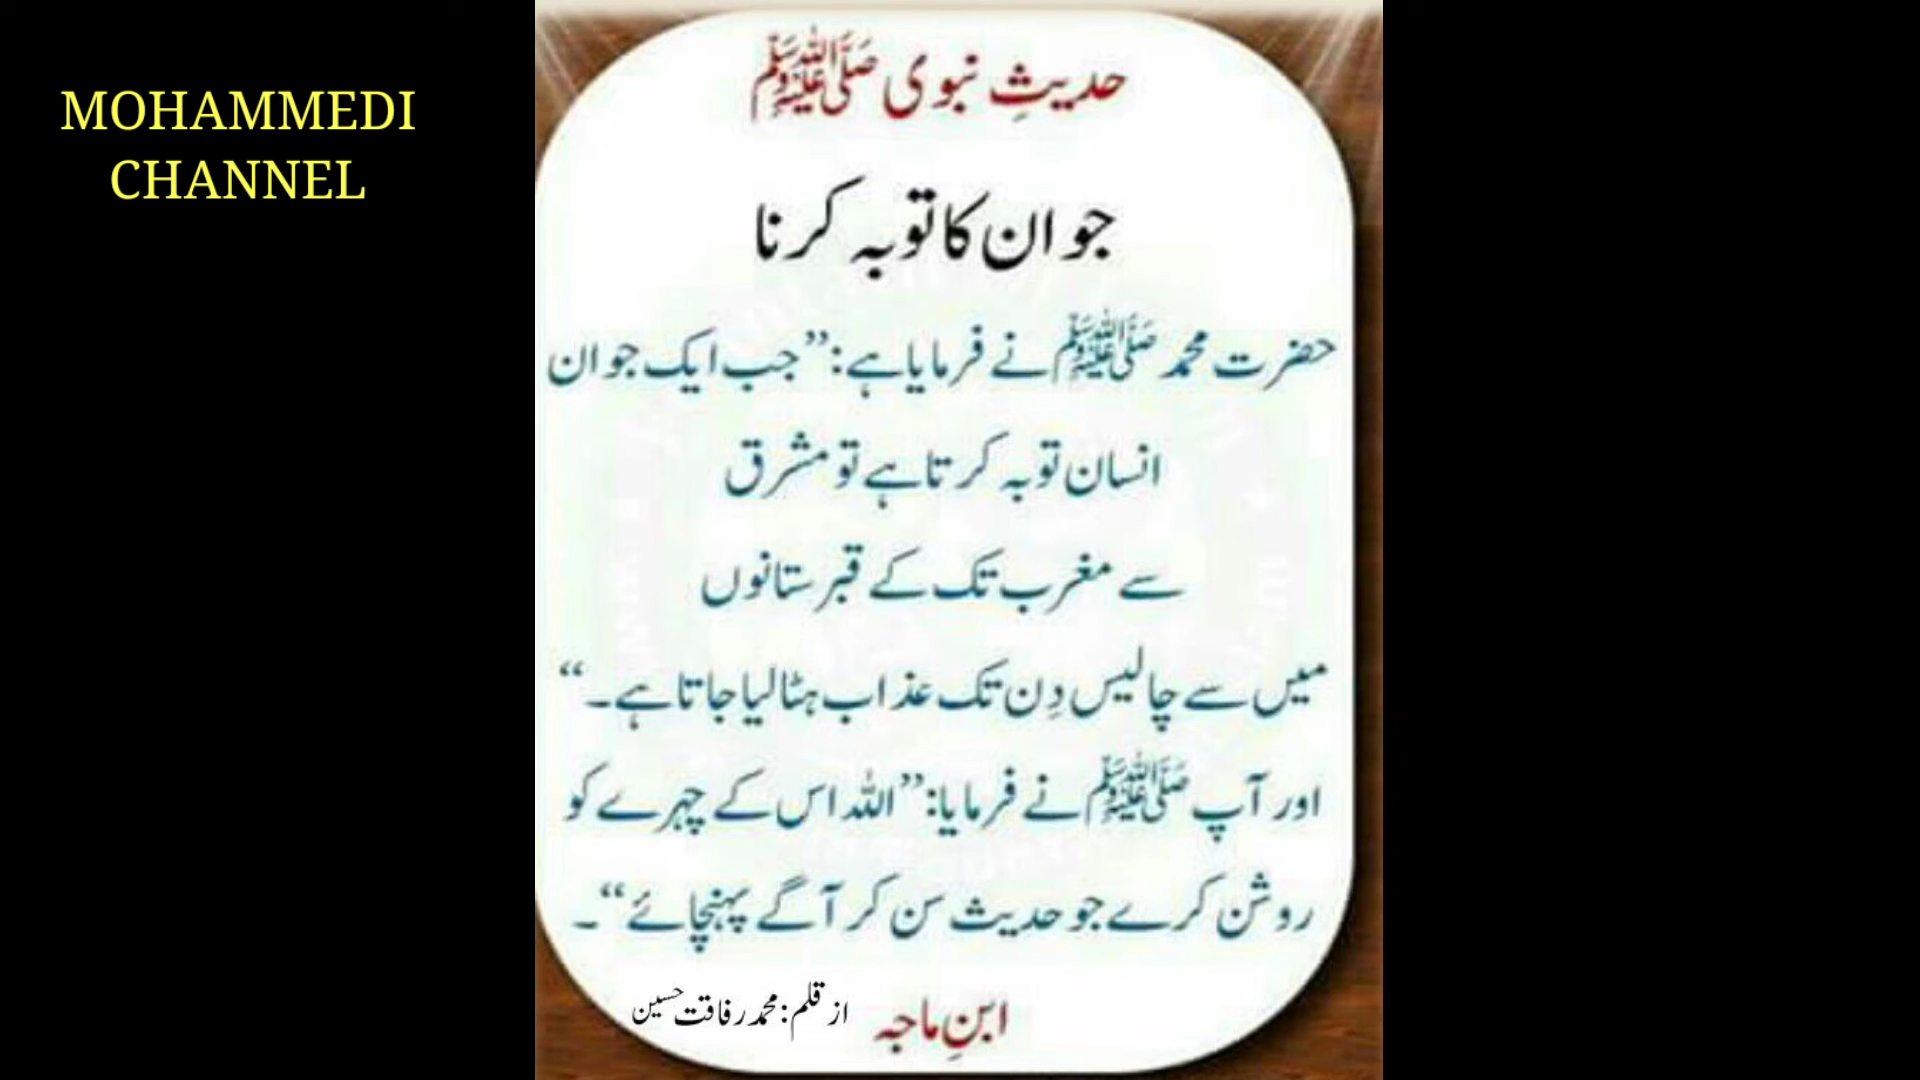 MOHAMMEDI
CHANNEL
حدیثِ نبوی ﷺ
جوان کا توبہ کرنا
حضرت محمد ﷺ نے فرمایا ہے: ’’جب ایک جوان
انسان توبہ کرتا ہے تو مشرق
سے مغرب تک کے قبرستانوں
میں سے چالیس دِن تک عذاب ہٹا لیا جاتا ہے۔‘‘
اور آپ ﷺ نے فرمایا: ’’اللہ اس کے چہرے کو
روشن کرے جو حدیث سن کر آگے پہنچائے‘‘۔
ابنِ ماجہ
از قلم: محمد رفاقت حسین